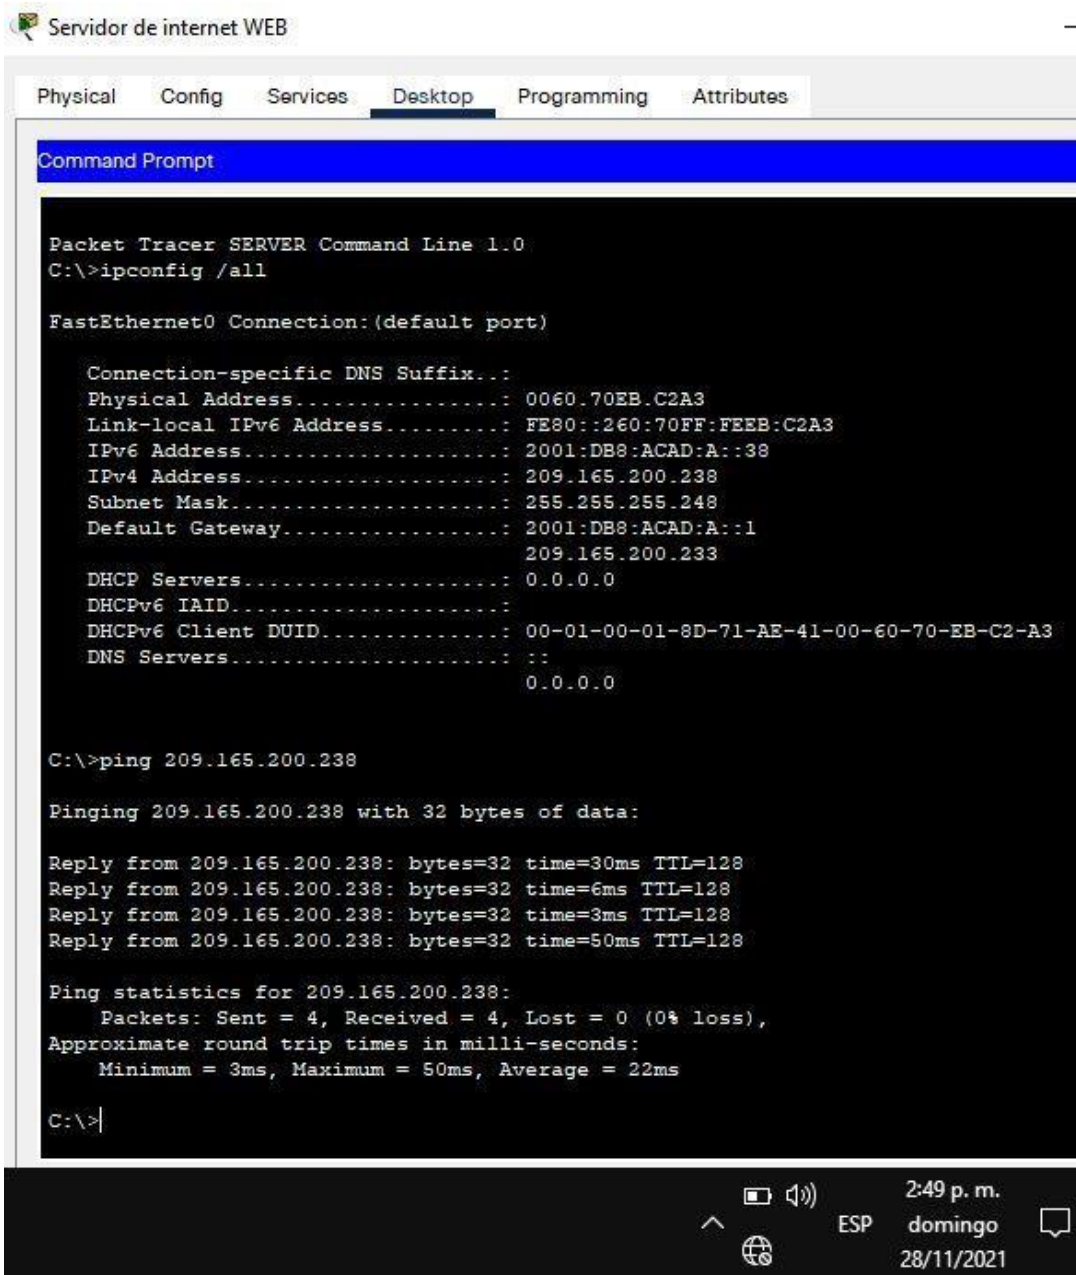 Servidor de internet WEB
Physical Config Services Desktop Programming Attributes
Command Prompt
Packet Tracer SERVER Command Line 1.0
C:\>ipconfig /all
FastEthernet0 Connection:(default port)
Connection-specific DNS Suffix..:
Physical Address................: 0060.70EB.C2A3
Link-local IPv6 Address.........: FE80::260:70FF:FEEB:C2A3
IPv6 Address....................: 2001:DB8:ACAD:A::38
IPv4 Address....................: 209.165.200.238
Subnet Mask.....................: 255.255.255.248
Default Gateway.................: 2001:DB8:ACAD:A::1
209.165.200.233
DHCP Servers....................: 0.0.0.0
DHCPv6 IAID.....................:
DHCPv6 Client DUID..............: 00-01-00-01-8D-71-AE-41-00-60-70-EB-C2-A3
DNS Servers.....................: ::
0.0.0.0
C:\>ping 209.165.200.238
Pinging 209.165.200.238 with 32 bytes of data:
Reply from 209.165.200.238: bytes=32 time=30ms TTL=128
Reply from 209.165.200.238: bytes=32 time=6ms TTL=128
Reply from 209.165.200.238: bytes=32 time=3ms TTL=128
Reply from 209.165.200.238: bytes=32 time=50ms TTL=128
Ping statistics for 209.165.200.238:
Packets: Sent = 4, Received = 4, Lost = 0 (0% loss),
Approximate round trip times in milli-seconds:
Minimum = 3ms, Maximum = 50ms, Average = 22ms
C:\>
2:49 p. m.
ESP domingo
28/11/2021